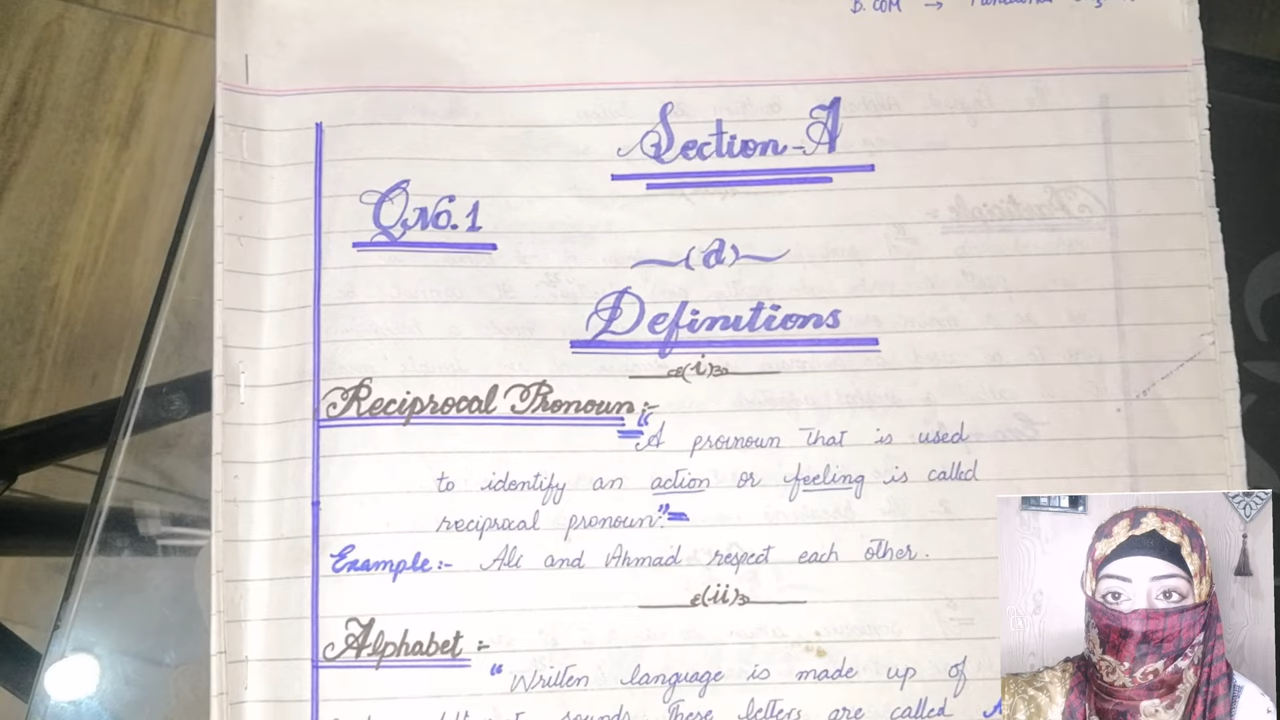 B.COM →
Section-A
Q No. 1
(a)
Definitions
(i)
Reciprocal Pronoun :-
"A pronoun that is used
to identify an action or feeling is called
reciprocal pronoun".
Example :- Ali and Ahmad respect each other.
(ii)
Alphabet :-
"Written language is made up of
sounds. These letters are called